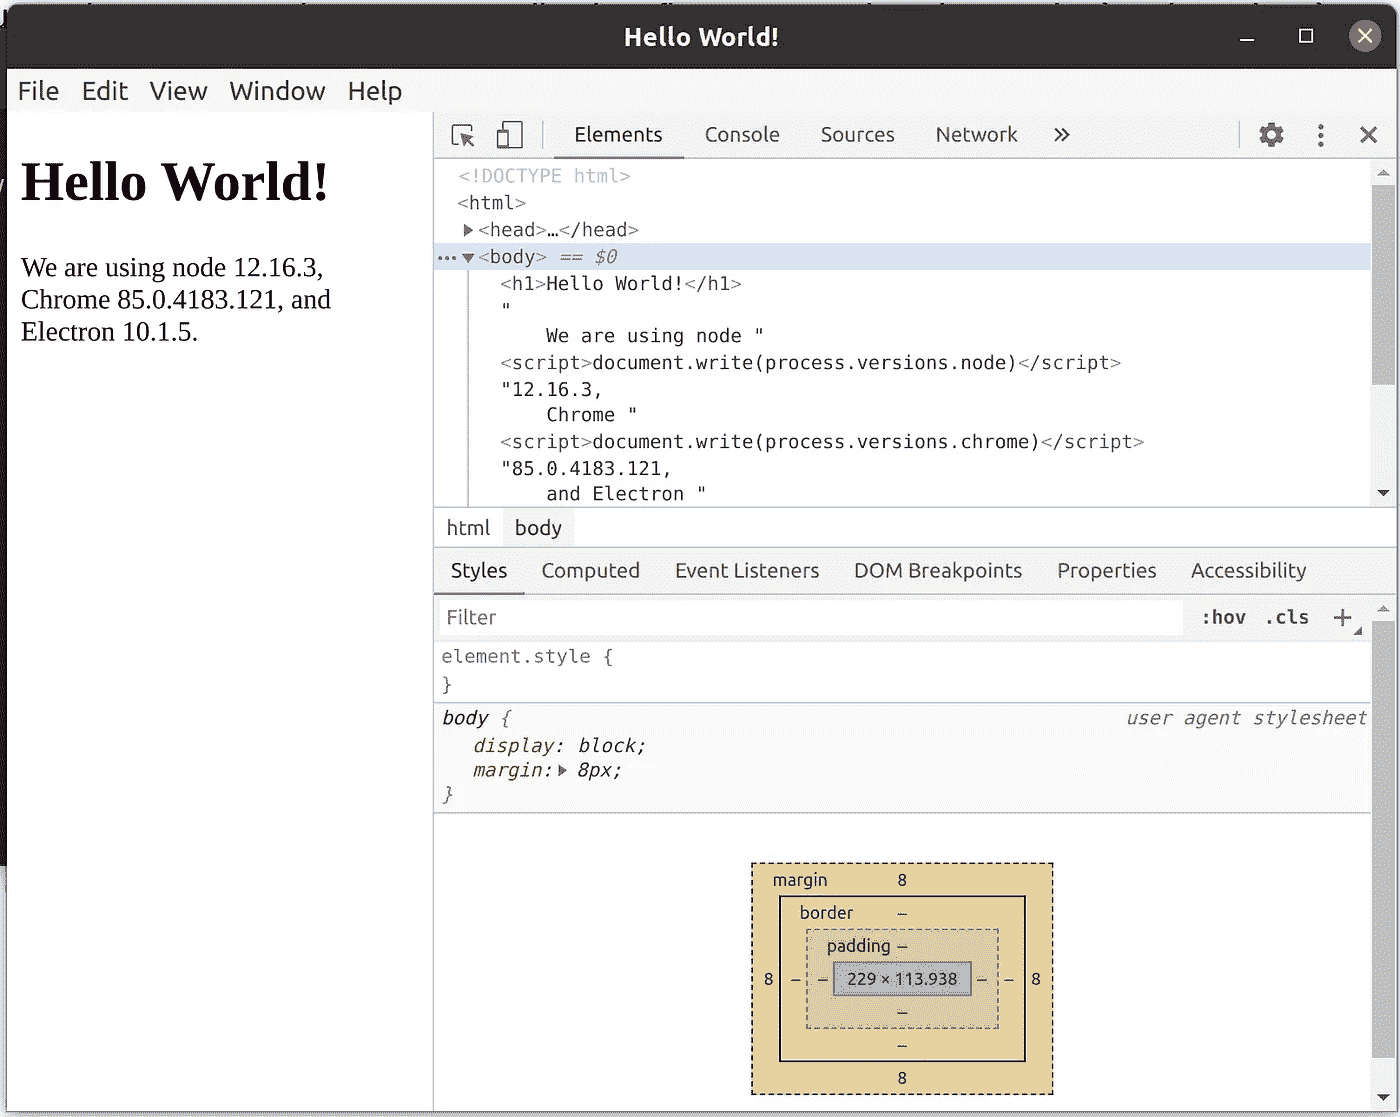 Hello World!
File Edit View Window Help
Hello World!
We are using node 12.16.3,
Chrome 85.0.4183.121, and
Electron 10.1.5.
Elements Console Sources Network »
<!DOCTYPE html>
<html>
<head>…</head>
<body> == $0
<h1>Hello World!</h1>
"
We are using node "
<script>document.write(process.versions.node)</script>
"12.16.3,
Chrome "
<script>document.write(process.versions.chrome)</script>
"85.0.4183.121,
and Electron "
html body
Styles Computed Event Listeners DOM Breakpoints Properties Accessibility
Filter :hov .cls +
element.style {
}
body { user agent stylesheet
display: block;
margin: 8px;
}
margin 8
border –
padding –
8 – – 229 × 113.938 – – 8
–
–
8